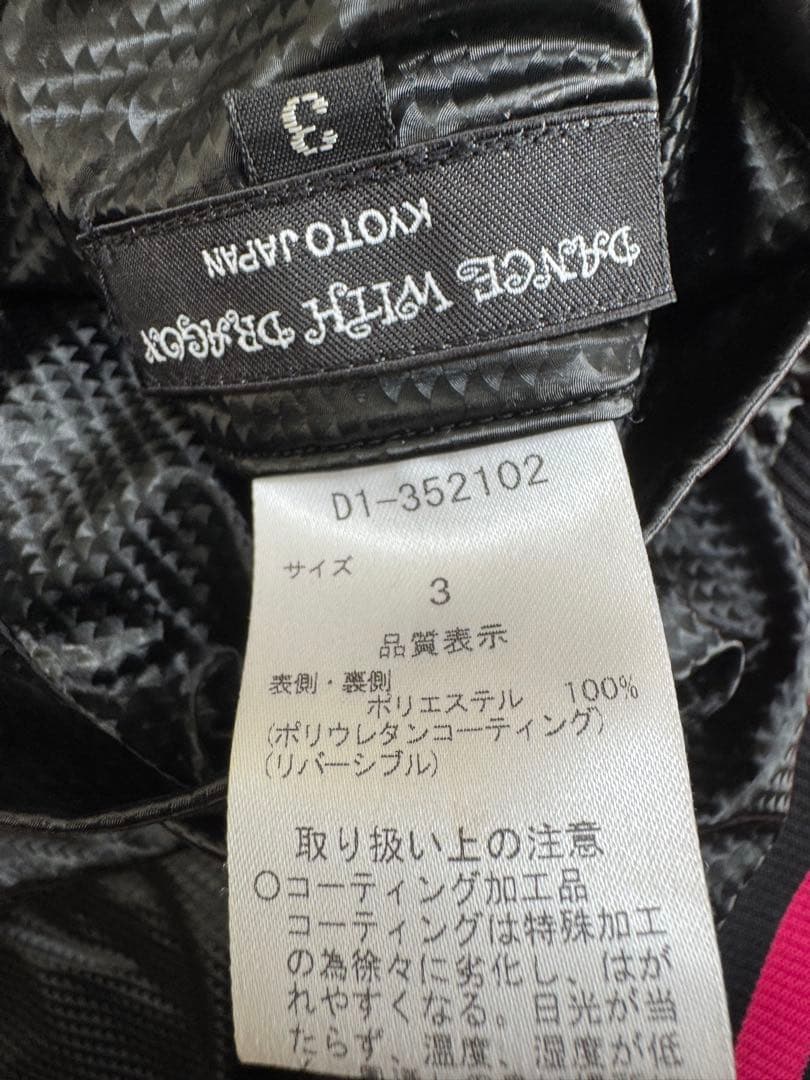 3
DANCE WITH DRAGON
KYOTO JAPAN
D1-352102
サイズ
3
品質表示
表側・裏側
ポリエステル 100%
(ポリウレタンコーティング)
(リバーシブル)
取り扱い上の注意
○コーティング加工品
コーティングは特殊加工
の為徐々に劣化し、はが
れやすくなる。日光が当
たらず、温度、湿度が低